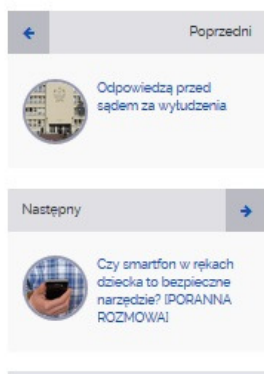 Poprzedni
Odpowiedzą przed
sądem za wyłudzenia
Następny
Czy smartfon w rękach
dziecka to bezpieczne
narzędzie? [PORANNA
ROZMOWA]